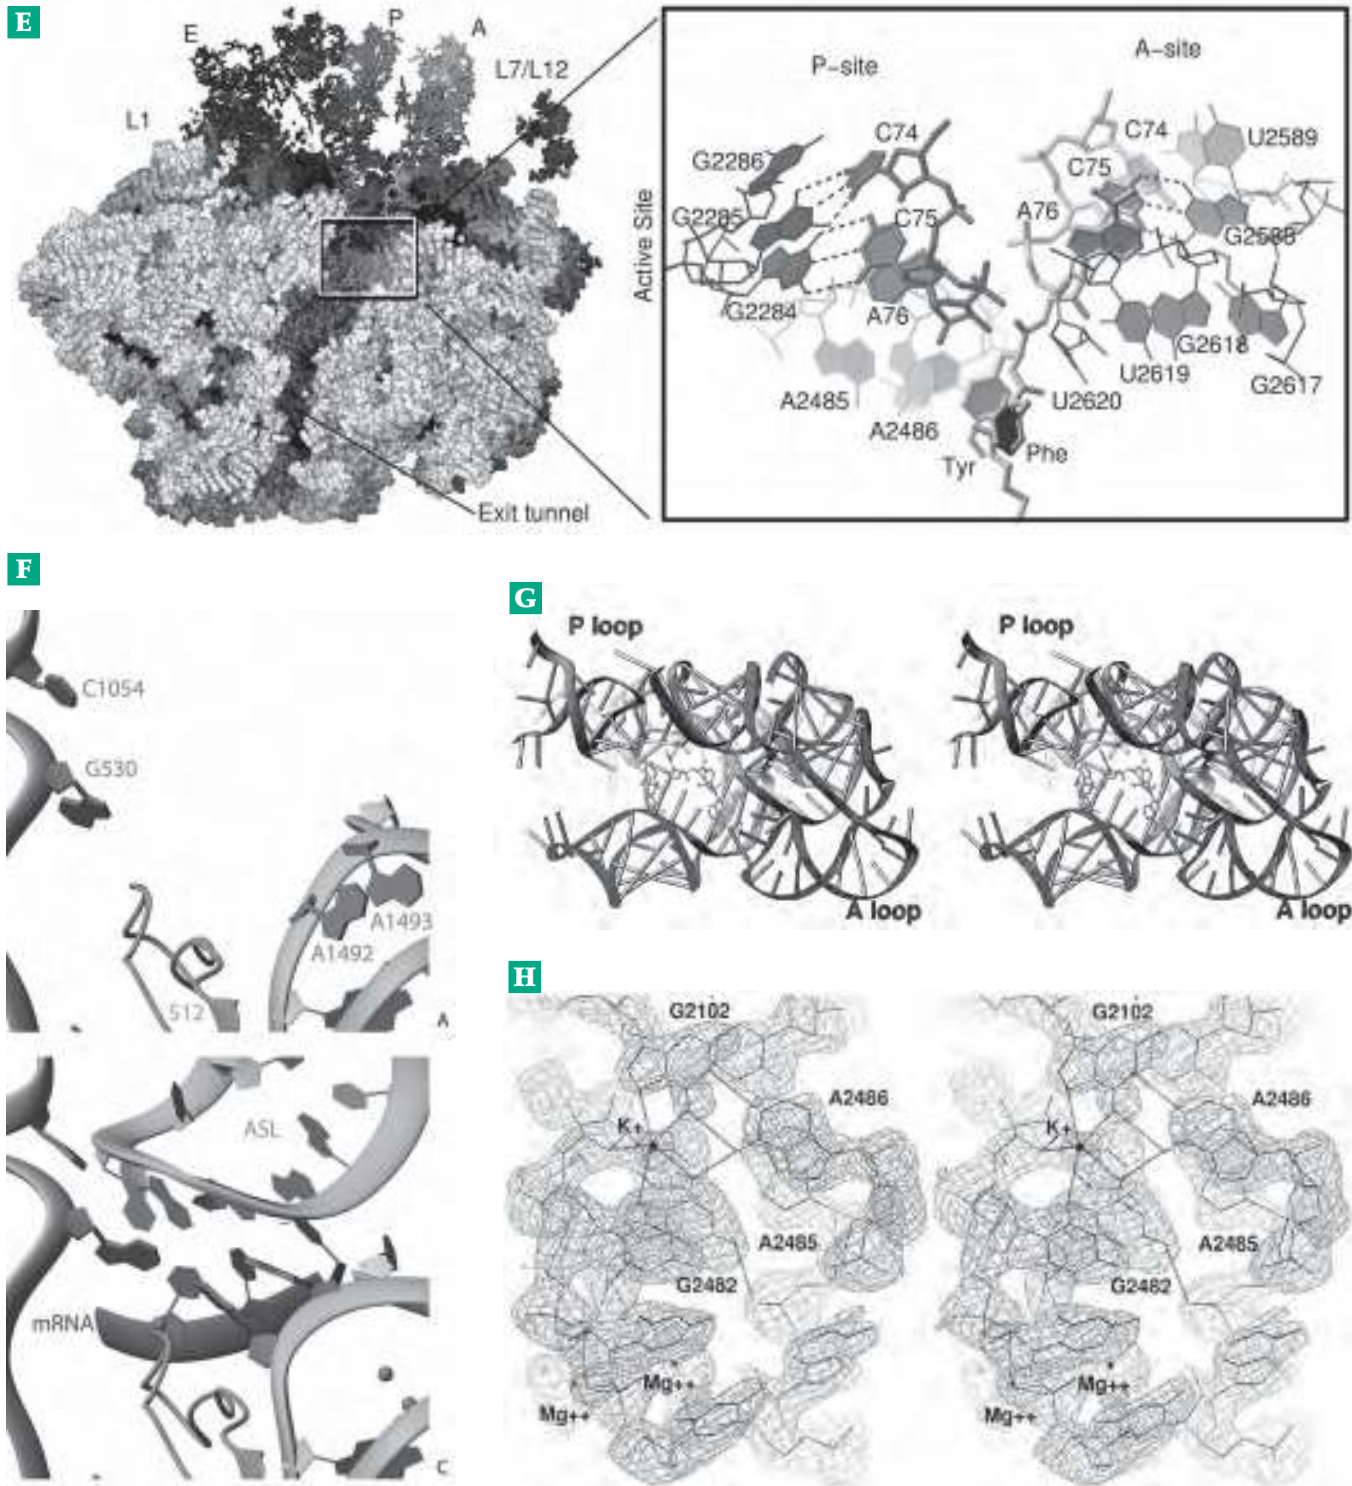 E
E
P
A
L7/L12
L1
Exit tunnel
Active Site
P-site
A-site
C74
G2286
G2285
C75
G2284
A76
A2485
A2486
Tyr
Phe
C74
U2589
C75
A76
G2588
G2618
U2619
G2617
U2620
F
C1054
G530
A1493
A1492
S12
A
ASL
mRNA
C
G
P loop
P loop
A loop
A loop
H
G2102
G2102
A2486
A2486
K+
K+
A2485
A2485
G2482
G2482
Mg++
Mg++
Mg++
Mg++